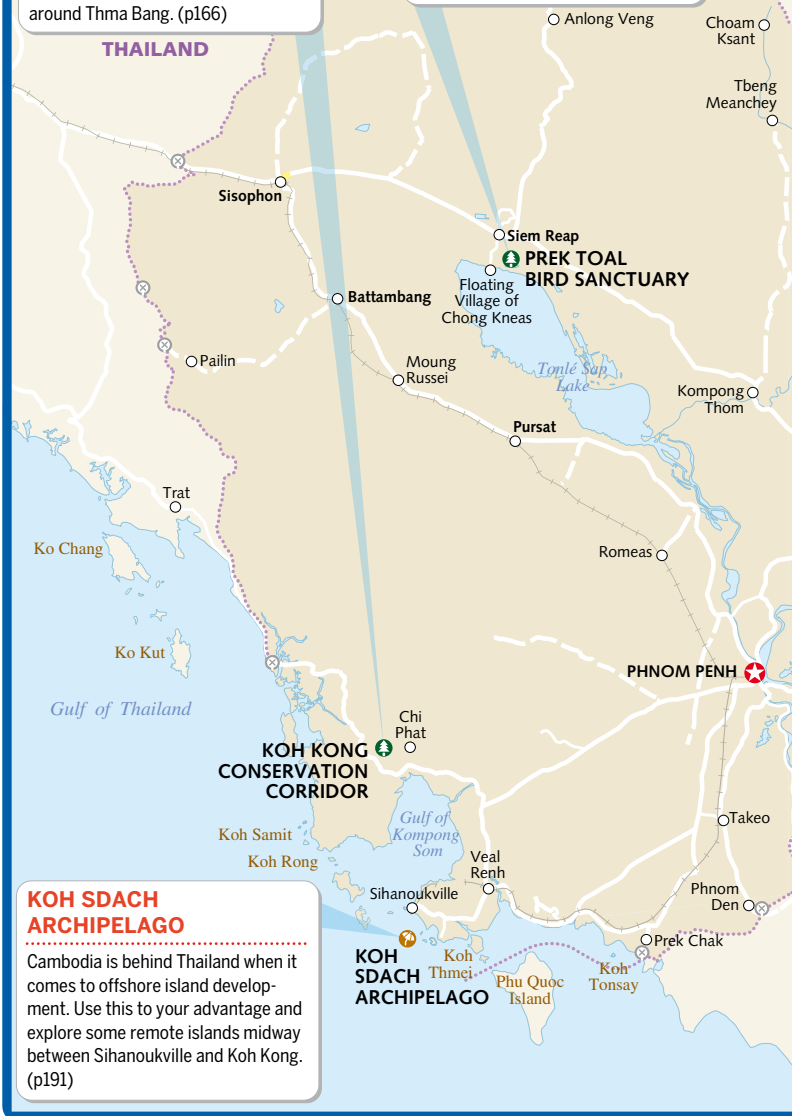 around Thma Bang. (p166)
THAILAND
Anlong Veng
Choam
Ksant
Tbeng
Meanchey
Sisophon
Siem Reap
PREK TOAL
BIRD SANCTUARY
Floating
Village of
Chong Kneas
Battambang
Pailin
Moung
Russei
Tonlé Sap
Lake
Kompong
Thom
Pursat
Trat
Ko Chang
Romeas
Ko Kut
PHNOM PENH
Gulf of Thailand
Chi
Phat
KOH KONG
CONSERVATION
CORRIDOR
Gulf of
Kompong
Som
Takeo
Koh Samit
Koh Rong
Veal
Renh
Sihanoukville
Phnom
Den
Prek Chak
KOH
SDACH
ARCHIPELAGO
Koh
Thmei
Phu Quoc
Island
Koh
Tonsay
KOH SDACH
ARCHIPELAGO
Cambodia is behind Thailand when it
comes to offshore island develop-
ment. Use this to your advantage and
explore some remote islands midway
between Sihanoukville and Koh Kong.
(p191)